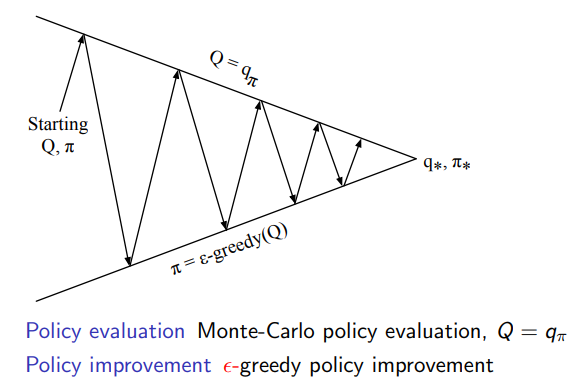 Q = qπ
Starting
Q, π
q*, π*
π = ε-greedy(Q)
Policy evaluation Monte-Carlo policy evaluation, Q = qπ
Policy improvement ϵ-greedy policy improvement